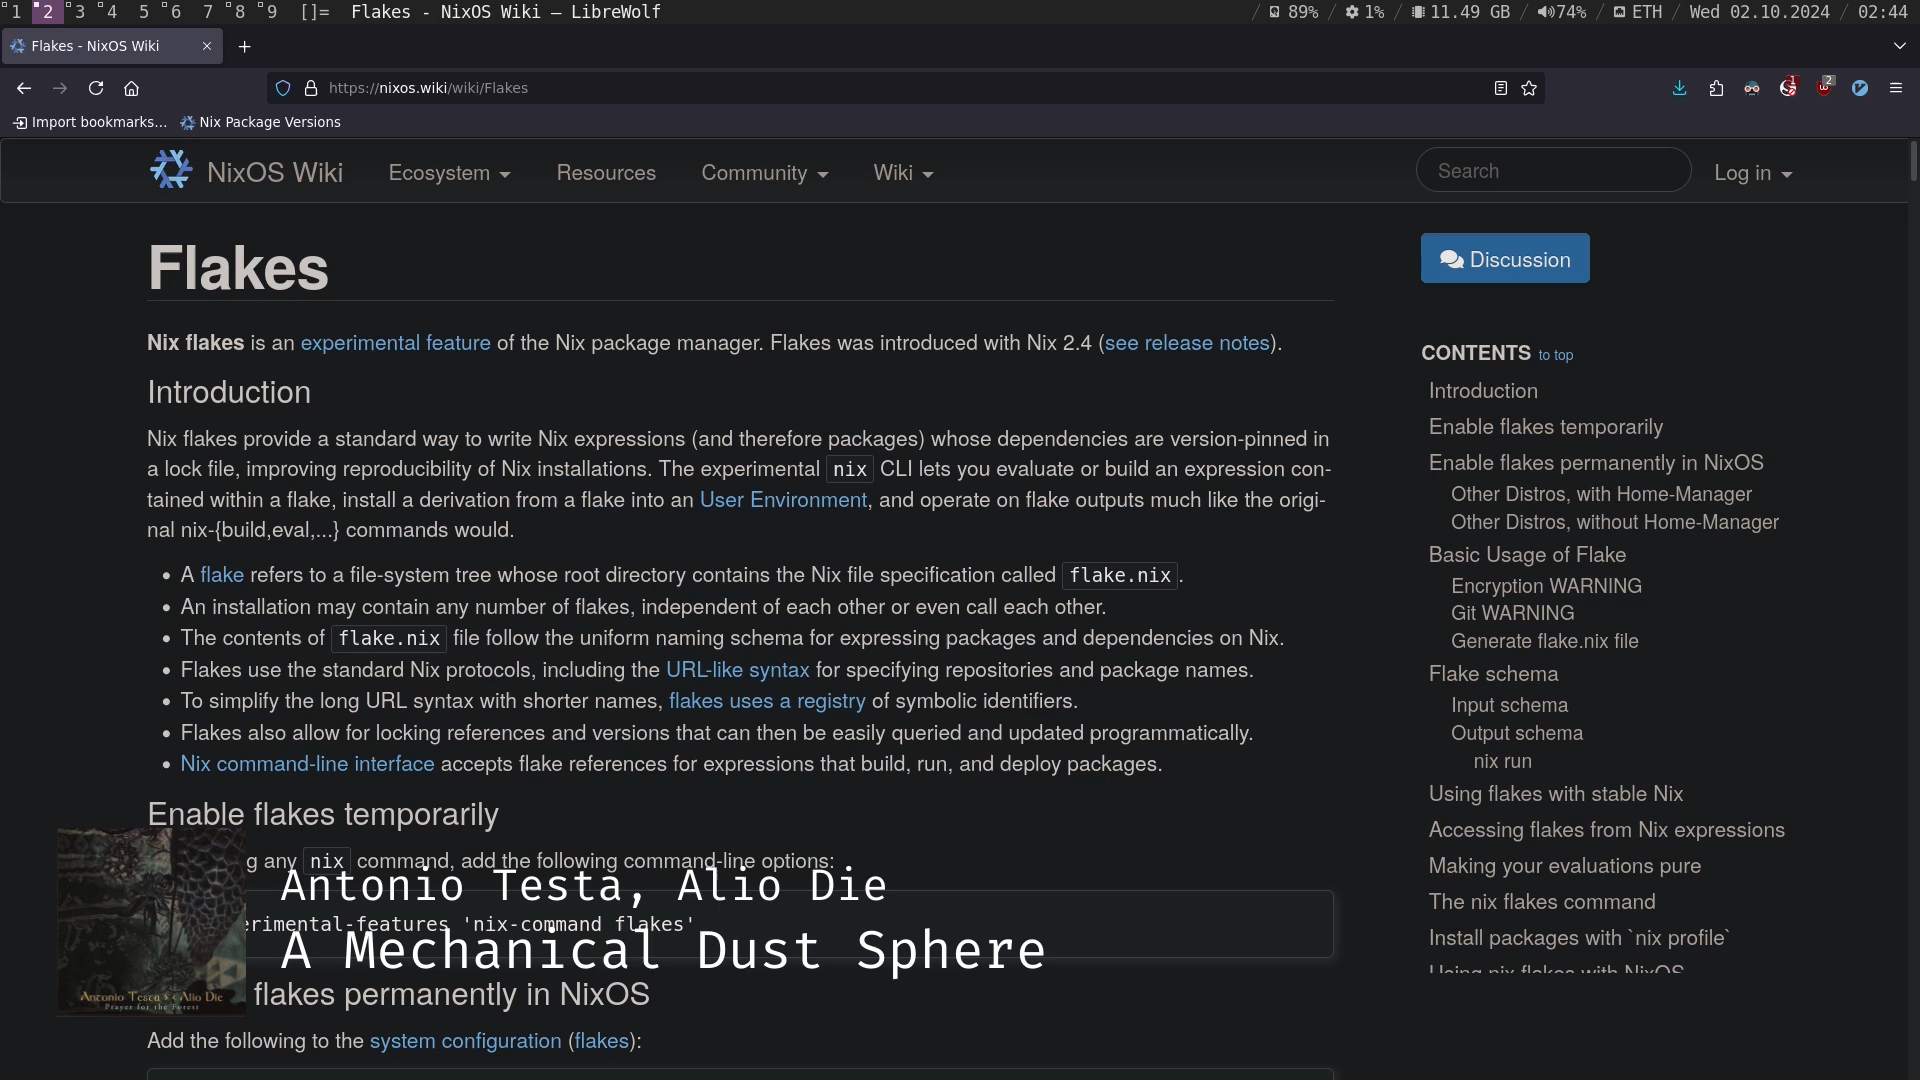 1 2 3 4 5 6 7 8 9 []= Flakes - NixOS Wiki — LibreWolf / 89% / 1% / 11.49 GB / 74% / ETH / Wed 02.10.2024 / 02:44
Flakes - NixOS Wiki
https://nixos.wiki/wiki/Flakes 1 2
Import bookmarks... Nix Package Versions
NixOS Wiki Ecosystem Resources Community Wiki Search Log in
Flakes
Discussion
Nix flakes is an experimental feature of the Nix package manager. Flakes was introduced with Nix 2.4 (see release notes).
Introduction
Nix flakes provide a standard way to write Nix expressions (and therefore packages) whose dependencies are version-pinned in
a lock file, improving reproducibility of Nix installations. The experimental nix CLI lets you evaluate or build an expression con-
tained within a flake, install a derivation from a flake into an User Environment, and operate on flake outputs much like the origi-
nal nix-{build,eval,...} commands would.
• A flake refers to a file-system tree whose root directory contains the Nix file specification called flake.nix.
• An installation may contain any number of flakes, independent of each other or even call each other.
• The contents of flake.nix file follow the uniform naming schema for expressing packages and dependencies on Nix.
• Flakes use the standard Nix protocols, including the URL-like syntax for specifying repositories and package names.
• To simplify the long URL syntax with shorter names, flakes uses a registry of symbolic identifiers.
• Flakes also allow for locking references and versions that can then be easily queried and updated programmatically.
• Nix command-line interface accepts flake references for expressions that build, run, and deploy packages.
Enable flakes temporarily
g any nix command, add the following command-line options:
erimental-features 'nix-command flakes'
flakes permanently in NixOS
Add the following to the system configuration (flakes):
Antonio Testa, Alio Die
A Mechanical Dust Sphere
Antonio Testa Alio Die
Prayer for the Forest
CONTENTS to top
Introduction
Enable flakes temporarily
Enable flakes permanently in NixOS
Other Distros, with Home-Manager
Other Distros, without Home-Manager
Basic Usage of Flake
Encryption WARNING
Git WARNING
Generate flake.nix file
Flake schema
Input schema
Output schema
nix run
Using flakes with stable Nix
Accessing flakes from Nix expressions
Making your evaluations pure
The nix flakes command
Install packages with `nix profile`
Using nix flakes with NixOS